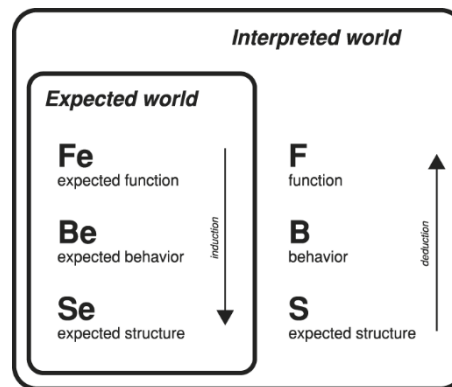 Interpreted world
Expected world
Fe
expected function
Be
expected behavior
Se
expected structure
induction
F
function
B
behavior
S
expected structure
deduction